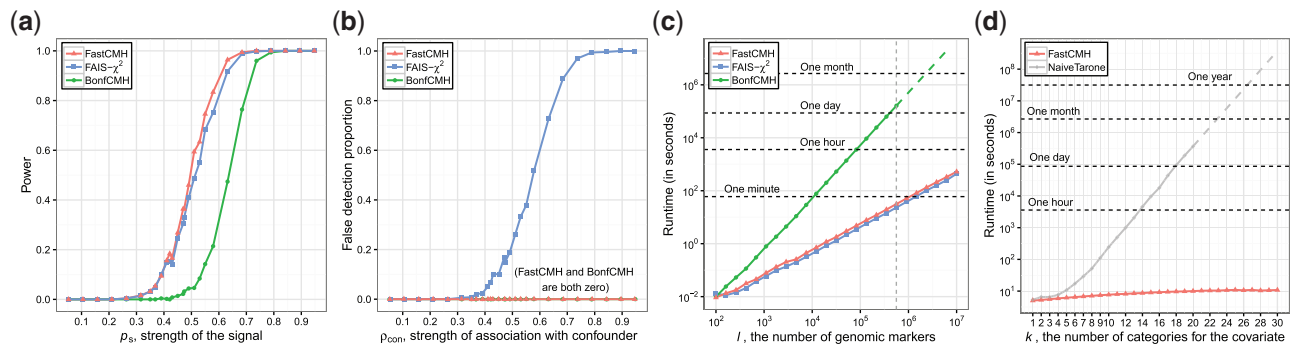 (a)
FastCMH
FAIS−χ²
BonfCMH
Power
1.0
0.8
0.6
0.4
0.2
0.0
0.1 0.2 0.3 0.4 0.5 0.6 0.7 0.8 0.9
pₛ, strength of the signal
(b)
FastCMH
FAIS−χ²
BonfCMH
False detection proportion
1.0
0.8
0.6
0.4
0.2
0.0
(FastCMH and BonfCMH
are both zero)
0.1 0.2 0.3 0.4 0.5 0.6 0.7 0.8 0.9
ρcon, strength of association with confounder
(c)
FastCMH
FAIS−χ²
BonfCMH
Runtime (in seconds)
10⁶
10⁴
10²
10⁰
10⁻²
One month
One day
One hour
One minute
10² 10³ 10⁴ 10⁵ 10⁶ 10⁷
l , the number of genomic markers
(d)
FastCMH
NaiveTarone
Runtime (in seconds)
10⁸
10⁷
10⁶
10⁵
10⁴
10³
10²
10¹
One year
One month
One day
One hour
1 2 3 4 5 6 7 8 9 10 12 14 16 18 20 22 24 26 28 30
k , the number of categories for the covariate